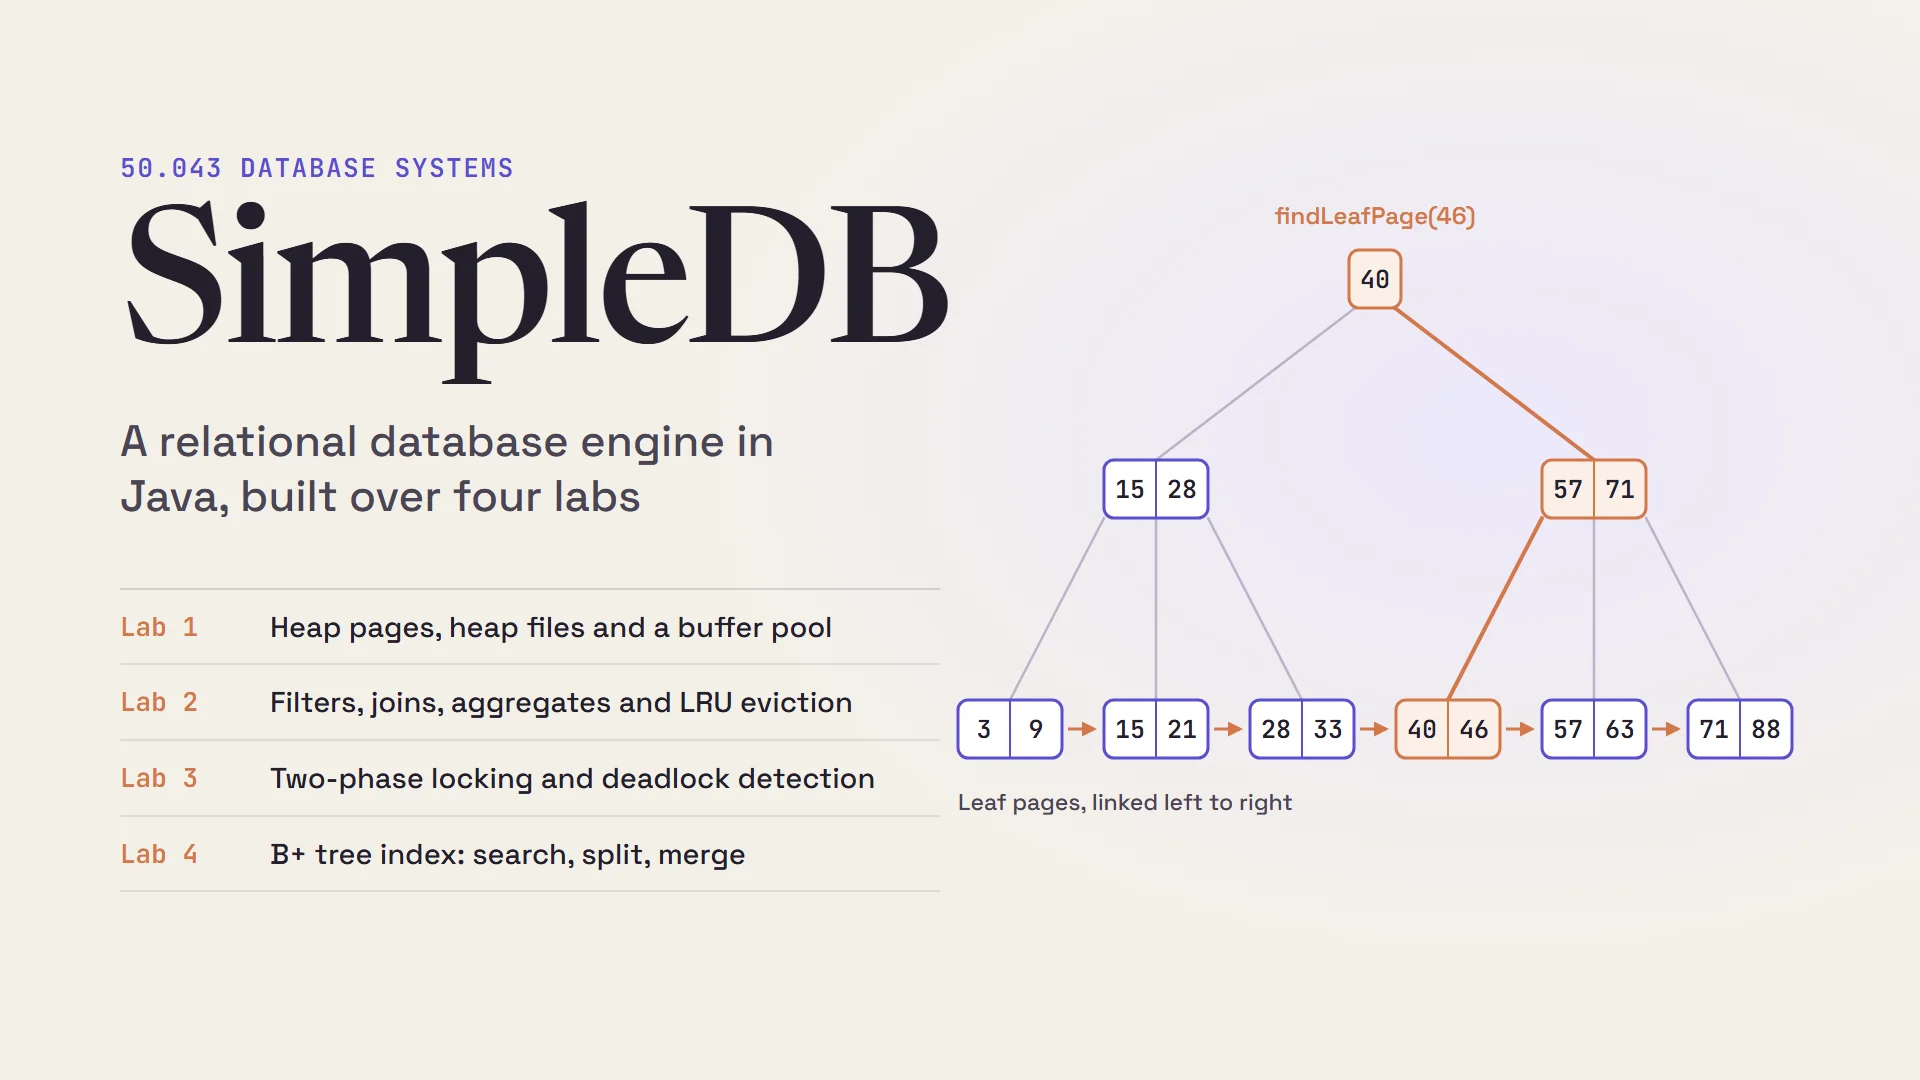 50.043 DATABASE SYSTEMS
SimpleDB
A relational database engine in
Java, built over four labs
Lab 1 Heap pages, heap files and a buffer pool
Lab 2 Filters, joins, aggregates and LRU eviction
Lab 3 Two-phase locking and deadlock detection
Lab 4 B+ tree index: search, split, merge
findLeafPage(46)
40
15 28 57 71
3 9 15 21 28 33 40 46 57 63 71 88
Leaf pages, linked left to right